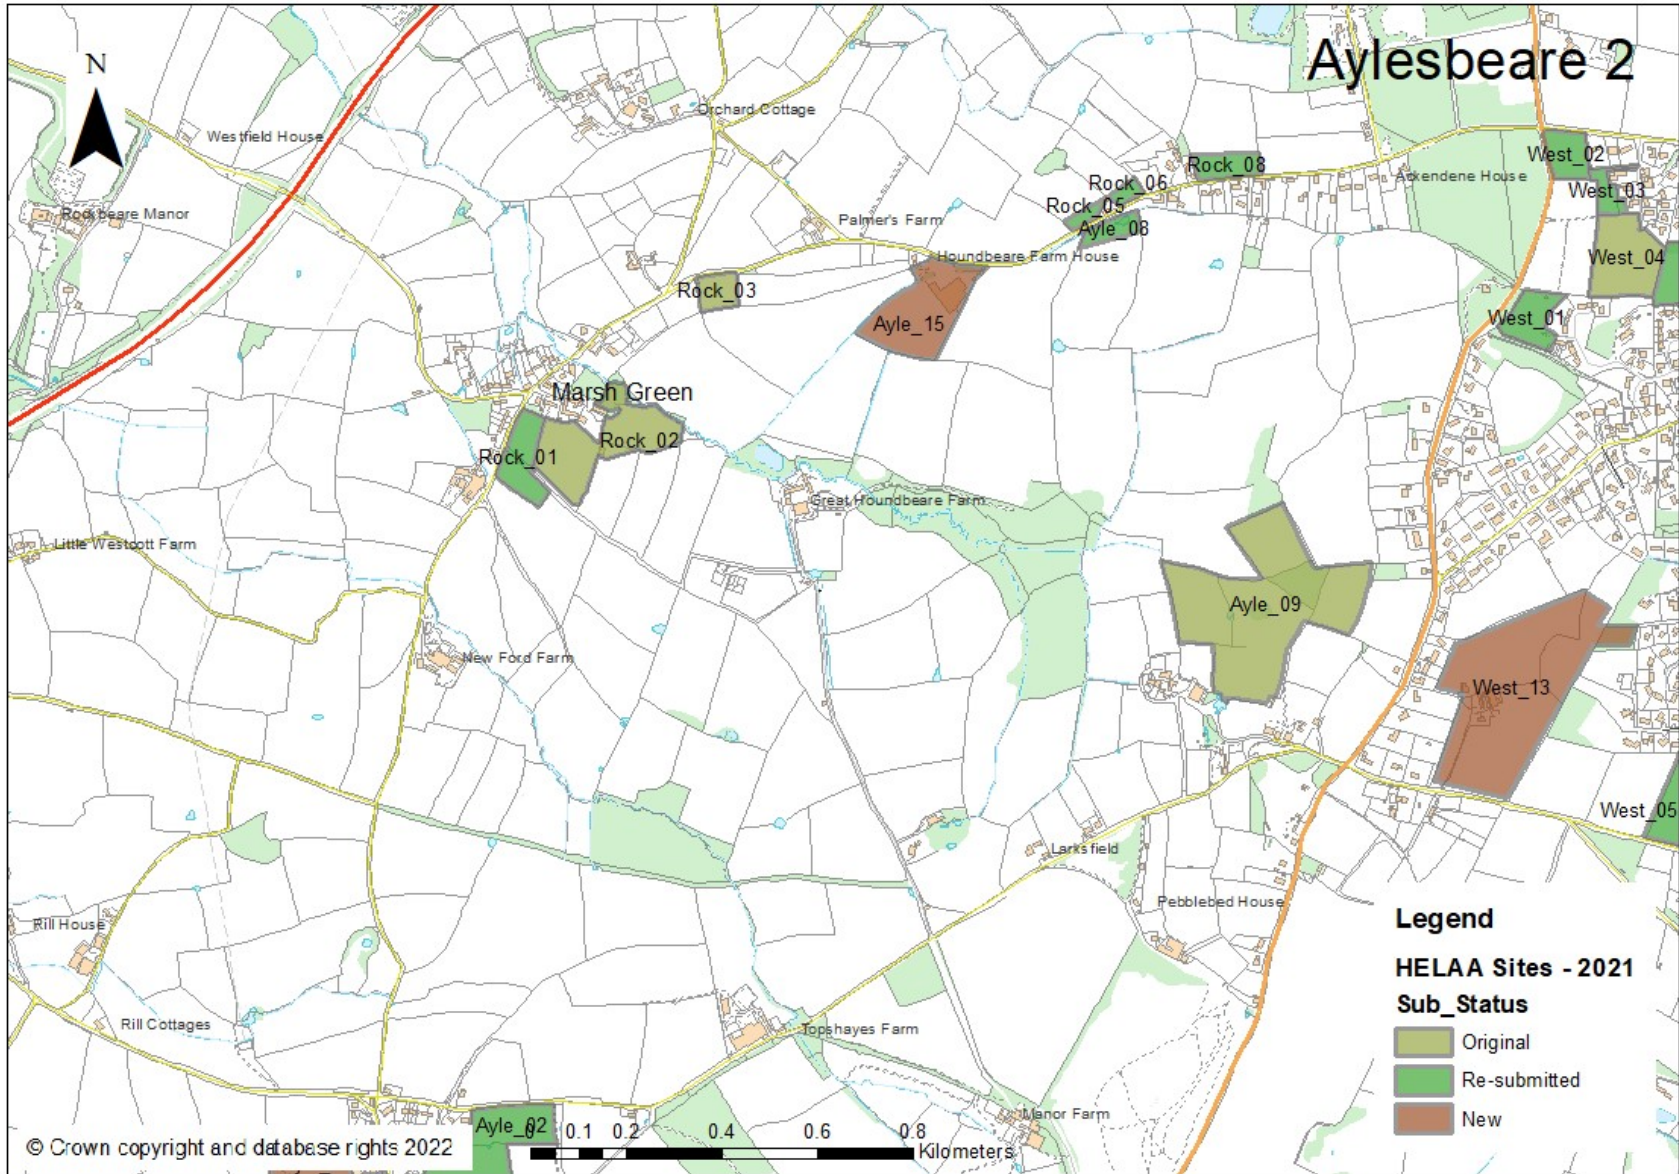 Aylesbeare 2
N
Orchard Cottage
Westfield House
West_02
Rock_08
Ackendene House
Rock_06
West_03
Rock_05
Rockbeare Manor
Palmer's Farm
Ayle_08
Houndbeare Farm House
West_04
Rock_03
Ayle_15
West_01
Marsh Green
Rock_02
Rock_01
Great Houndbeare Farm
Little Westcott Farm
Ayle_09
New Ford Farm
West_13
West_05
Larksfield
Pebblebed House
Rill House
Legend
HELAA Sites - 2021
Sub_Status
Original
Re-submitted
New
Rill Cottages
Topshayes Farm
Manor Farm
Ayle_02
© Crown copyright and database rights 2022
0 0.1 0.2 0.4 0.6 0.8
Kilometers